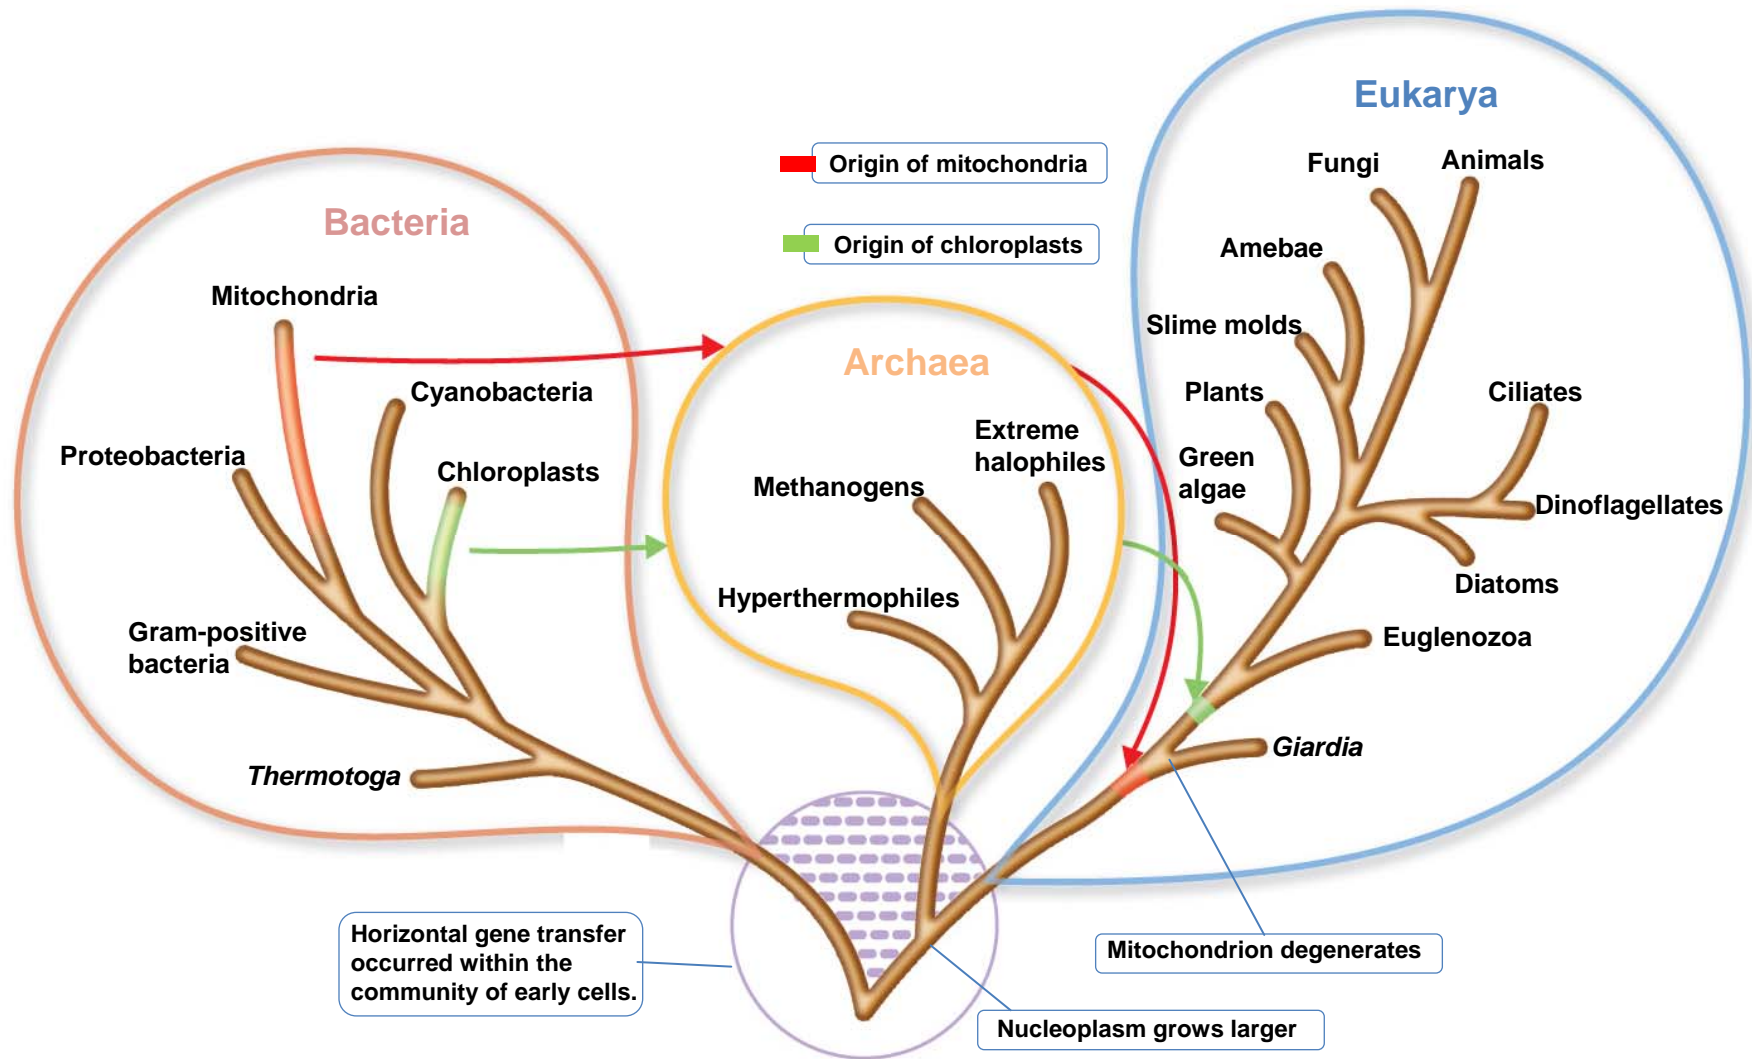 Eukarya
Origin of mitochondria
Fungi
Animals
Bacteria
Origin of chloroplasts
Amebae
Mitochondria
Slime molds
Archaea
Cyanobacteria
Plants
Ciliates
Proteobacteria
Chloroplasts
Extreme
halophiles
Green
algae
Methanogens
Dinoflagellates
Hyperthermophiles
Diatoms
Gram-positive
bacteria
Euglenozoa
Thermotoga
Giardia
Horizontal gene transfer
occurred within the
community of early cells.
Mitochondrion degenerates
Nucleoplasm grows larger